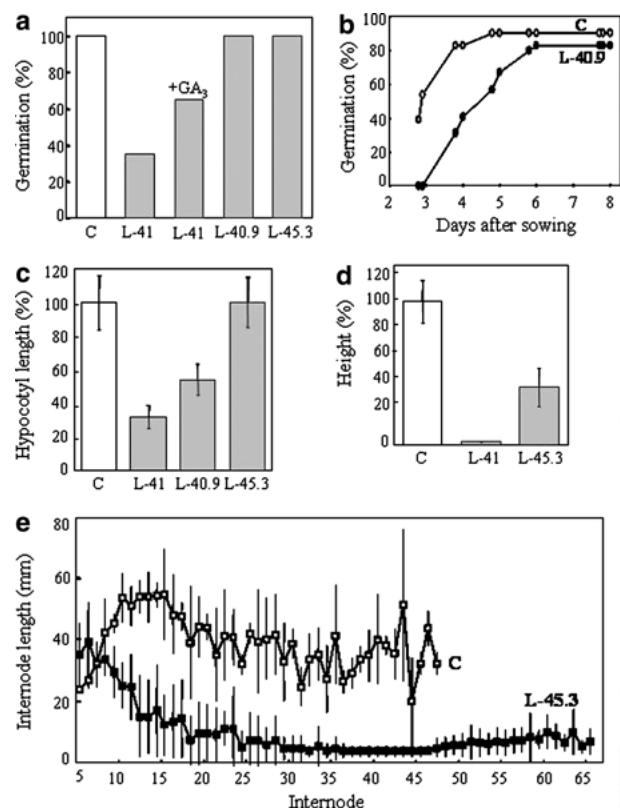 a
Germination (%)
100
80
60
40
20
0
+GA3
C L-41 L-41 L-40.9 L-45.3
b
Germination (%)
100
80
60
40
20
0
C
L-40.9
2 3 4 5 6 7 8
Days after sowing
c
Hypocotyl length (%)
120
100
80
60
40
20
0
C L-41 L-40.9 L-45.3
d
Height (%)
120
100
80
60
40
20
0
C L-41 L-45.3
e
Internode length (mm)
80
60
40
20
0
C
L-45.3
5 10 15 20 25 30 35 40 45 50 55 60 65
Internode